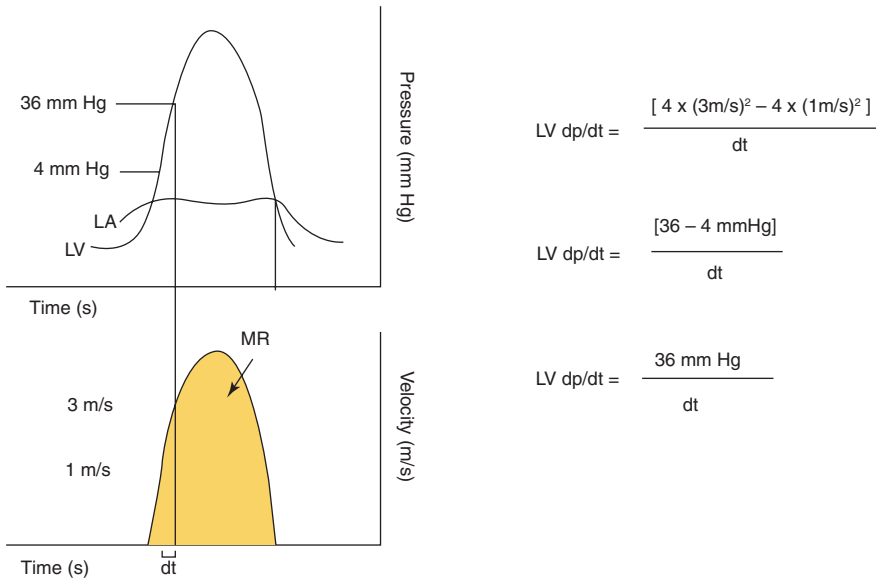 36 mm Hg
4 mm Hg
LA
LV
Pressure (mm Hg)
Time (s)
MR
3 m/s
1 m/s
Velocity (m/s)
Time (s)
dt
LV dp/dt =
[ 4 x (3m/s)² – 4 x (1m/s)² ]
dt
LV dp/dt =
[36 – 4 mmHg]
dt
LV dp/dt =
36 mm Hg
dt